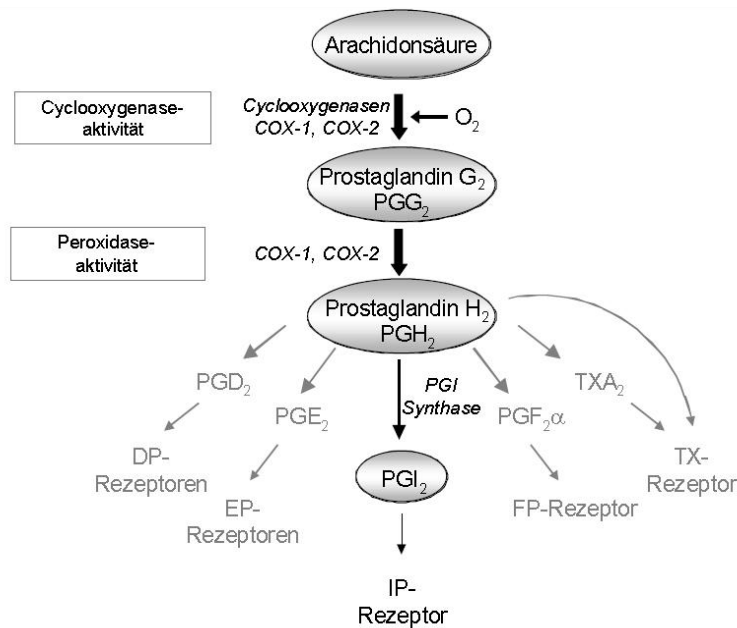 Arachidonsäure
Cyclooxygenase-
aktivität
Cyclooxygenasen
COX-1, COX-2
O₂
Prostaglandin G₂
PGG₂
Peroxidase-
aktivität
COX-1, COX-2
Prostaglandin H₂
PGH₂
PGD₂
PGE₂
PGI
Synthase
PGF₂α
TXA₂
DP-
Rezeptoren
EP-
Rezeptoren
PGI₂
FP-Rezeptor
TX-
Rezeptor
IP-
Rezeptor